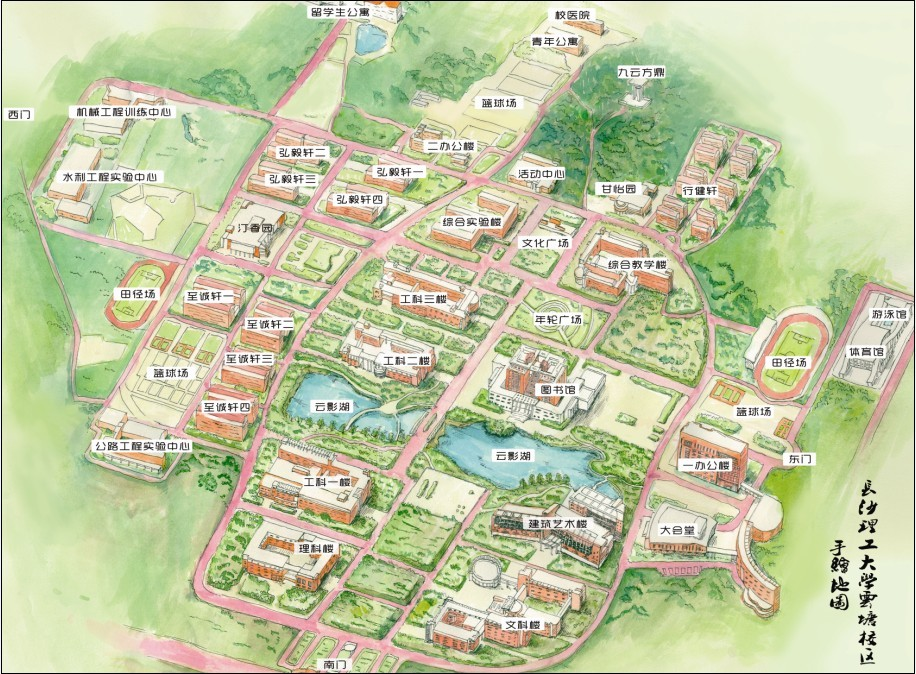 留学生公寓
校医院
青年公寓
九云方鼎
西门
机械工程训练中心
篮球场
二办公楼
弘毅轩二
弘毅轩一
弘毅轩三
弘毅轩四
水利工程实验中心
活动中心
甘怡园
行健轩
汀香园
综合实验楼
文化广场
综合教学楼
田径场
至诚轩一
工科三楼
年轮广场
游泳馆
至诚轩二
体育馆
至诚轩三
工科二楼
田径场
篮球场
图书馆
至诚轩四
云影湖
篮球场
公路工程实验中心
云影湖
一办公楼
东门
工科一楼
建筑艺术楼
大会堂
理科楼
文科楼
南门
長沙理工大學雲塘校区
手繪地图